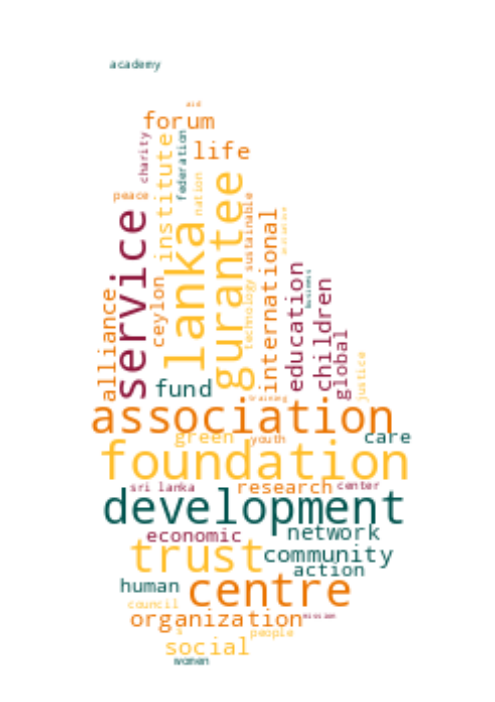 academy
aid
forum
charity
institute
federation
life
peace
nation
service
lanka
gurantee
sustainable
international
technology
ceylon
alliance
education
business
children
global
justice
fund
training
association
green
youth
care
foundation
sri lanka
research
center
development
economic
network
trust
community
action
human
centre
council
organization
mission
s
people
social
women